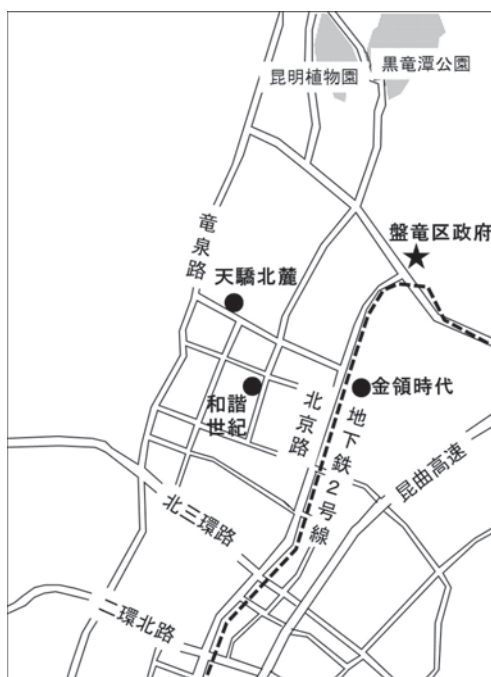 黒竜潭公園
昆明植物園
盤竜区政府
竜泉路
天驕北麓
金領時代
和諧
世紀
北京路
地下鉄2号線
昆曲高速
北三環路
二環北路